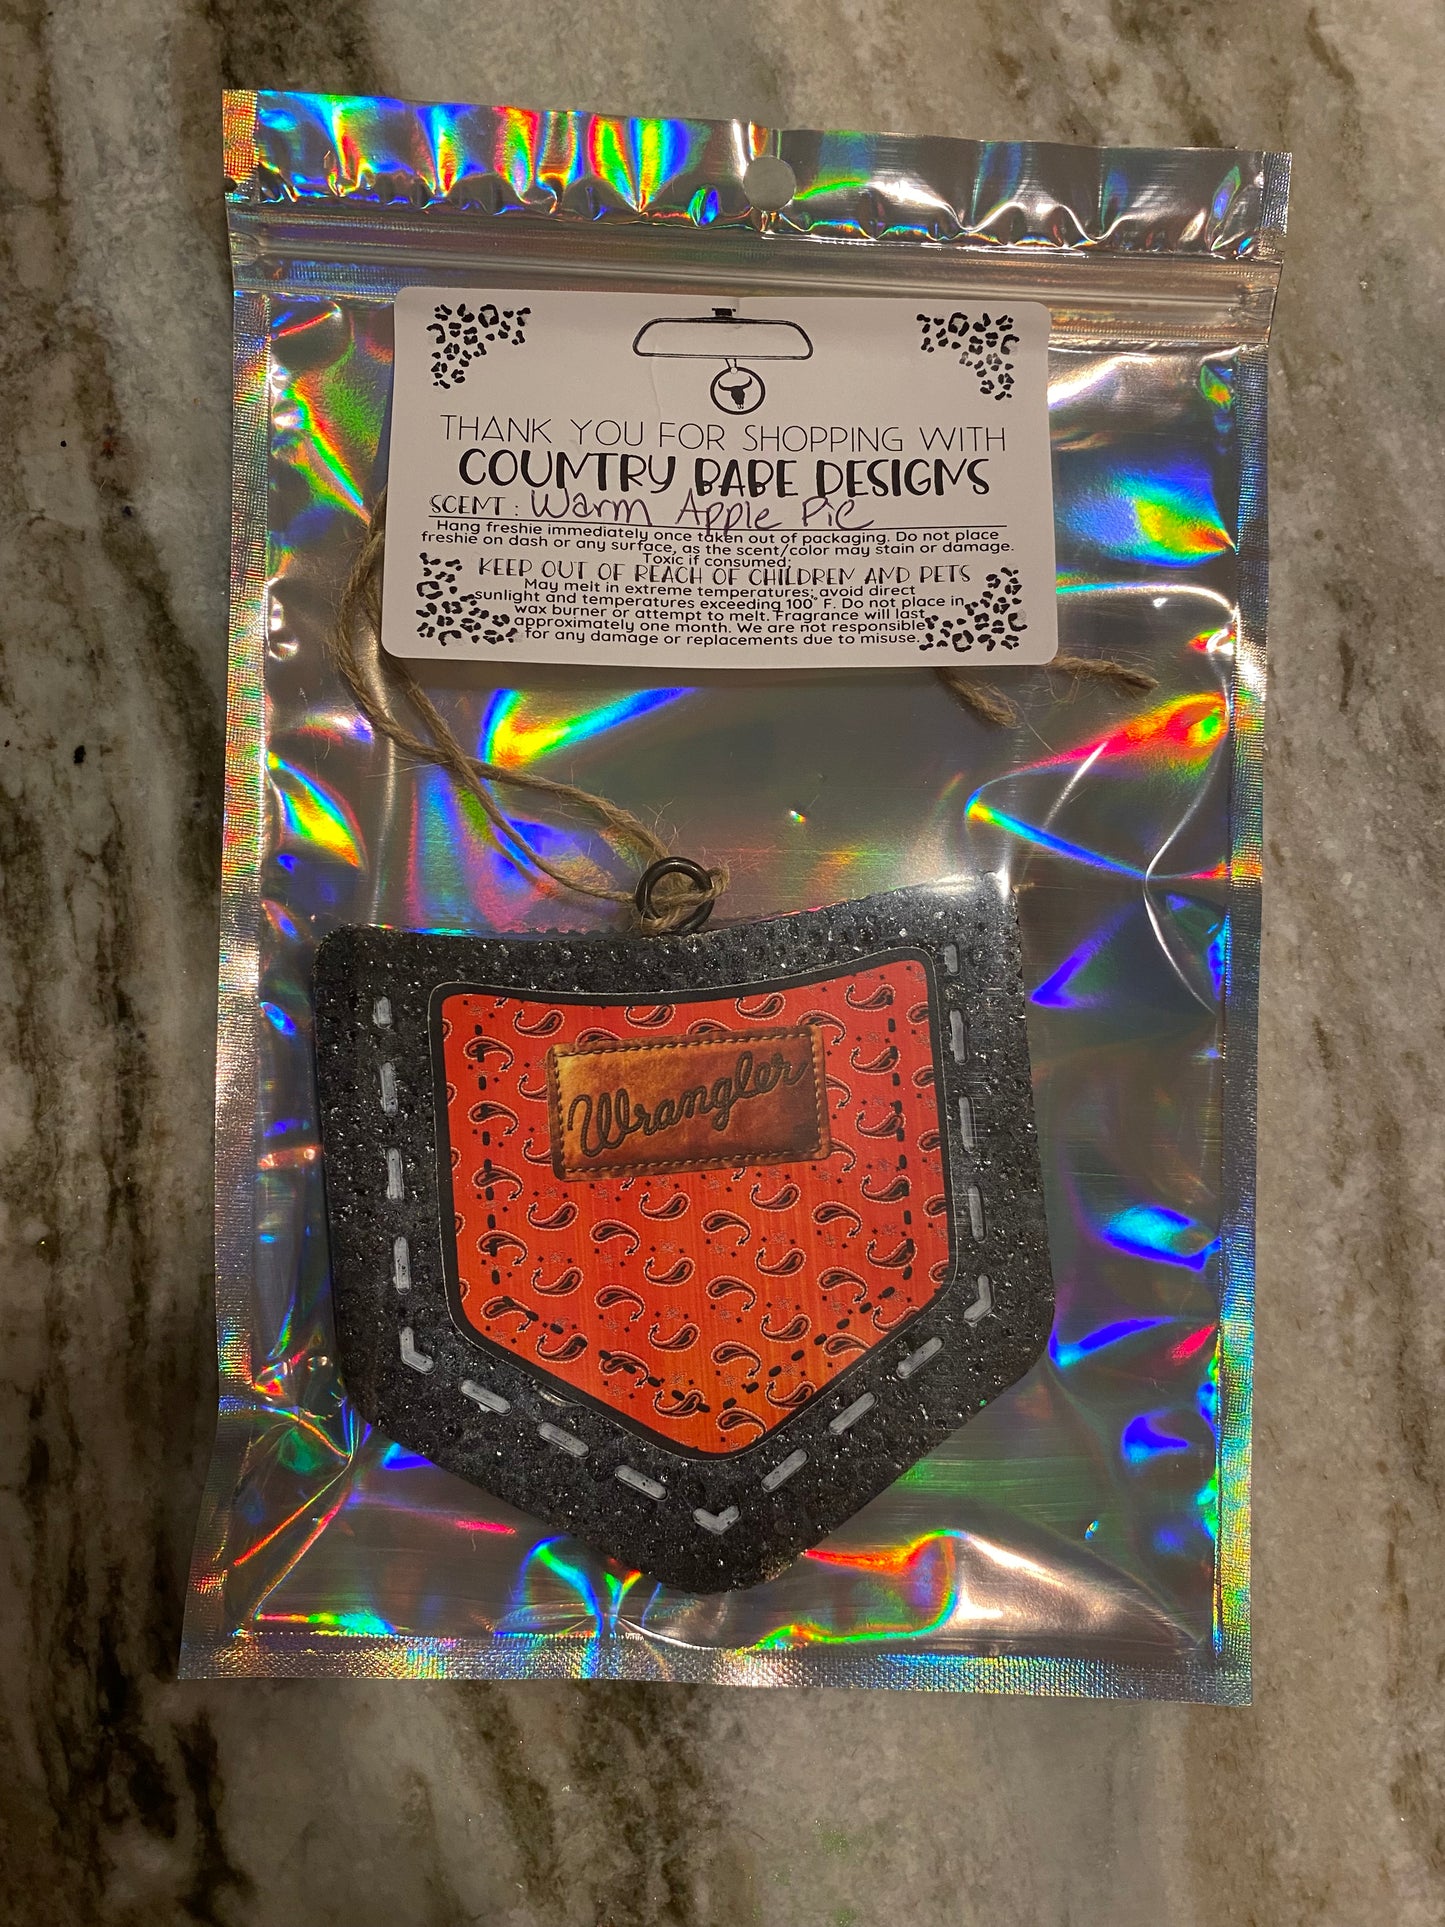 THANK YOU FOR SHOPPING WITH
COUNTRY BABE DESIGNS
SCENT: Warm Apple Pie
Hang freshie immediately once taken out of packaging. Do not place
freshie on dash or any surface, as the scent/color may stain or damage.
Toxic if consumed;
KEEP OUT OF REACH OF CHILDREN AND PETS
May melt in extreme temperatures; avoid direct
sunlight and temperatures exceeding 100° F. Do not place in
wax burner or attempt to melt. Fragrance will last
approximately one month. We are not responsible
for any damage or replacements due to misuse.
Wrangler